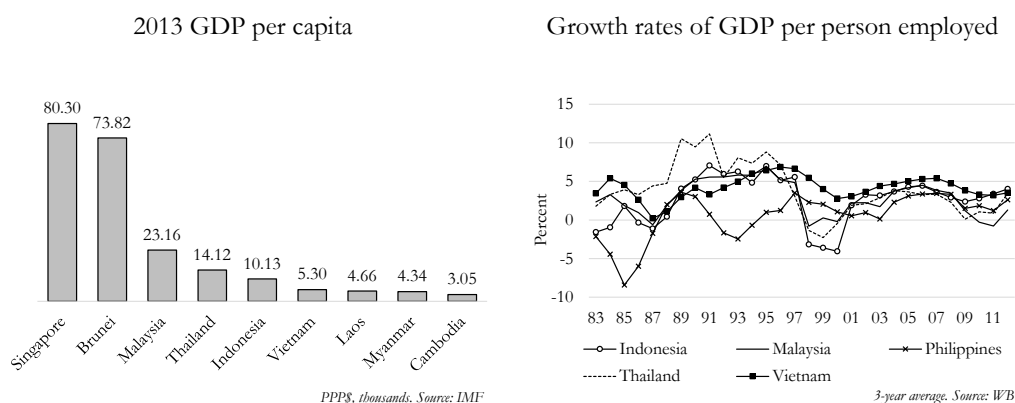 2013 GDP per capita
80.30
73.82
23.16
14.12
10.13
5.30
4.66
4.34
3.05
Singapore
Brunei
Malaysia
Thailand
Indonesia
Vietnam
Laos
Myanmar
Cambodia
PPP$, thousands. Source: IMF
Growth rates of GDP per person employed
Percent
15
10
5
0
-5
-10
83 85 87 89 91 93 95 97 99 01 03 05 07 09 11
Indonesia Malaysia Philippines
Thailand Vietnam
3-year average. Source: WB